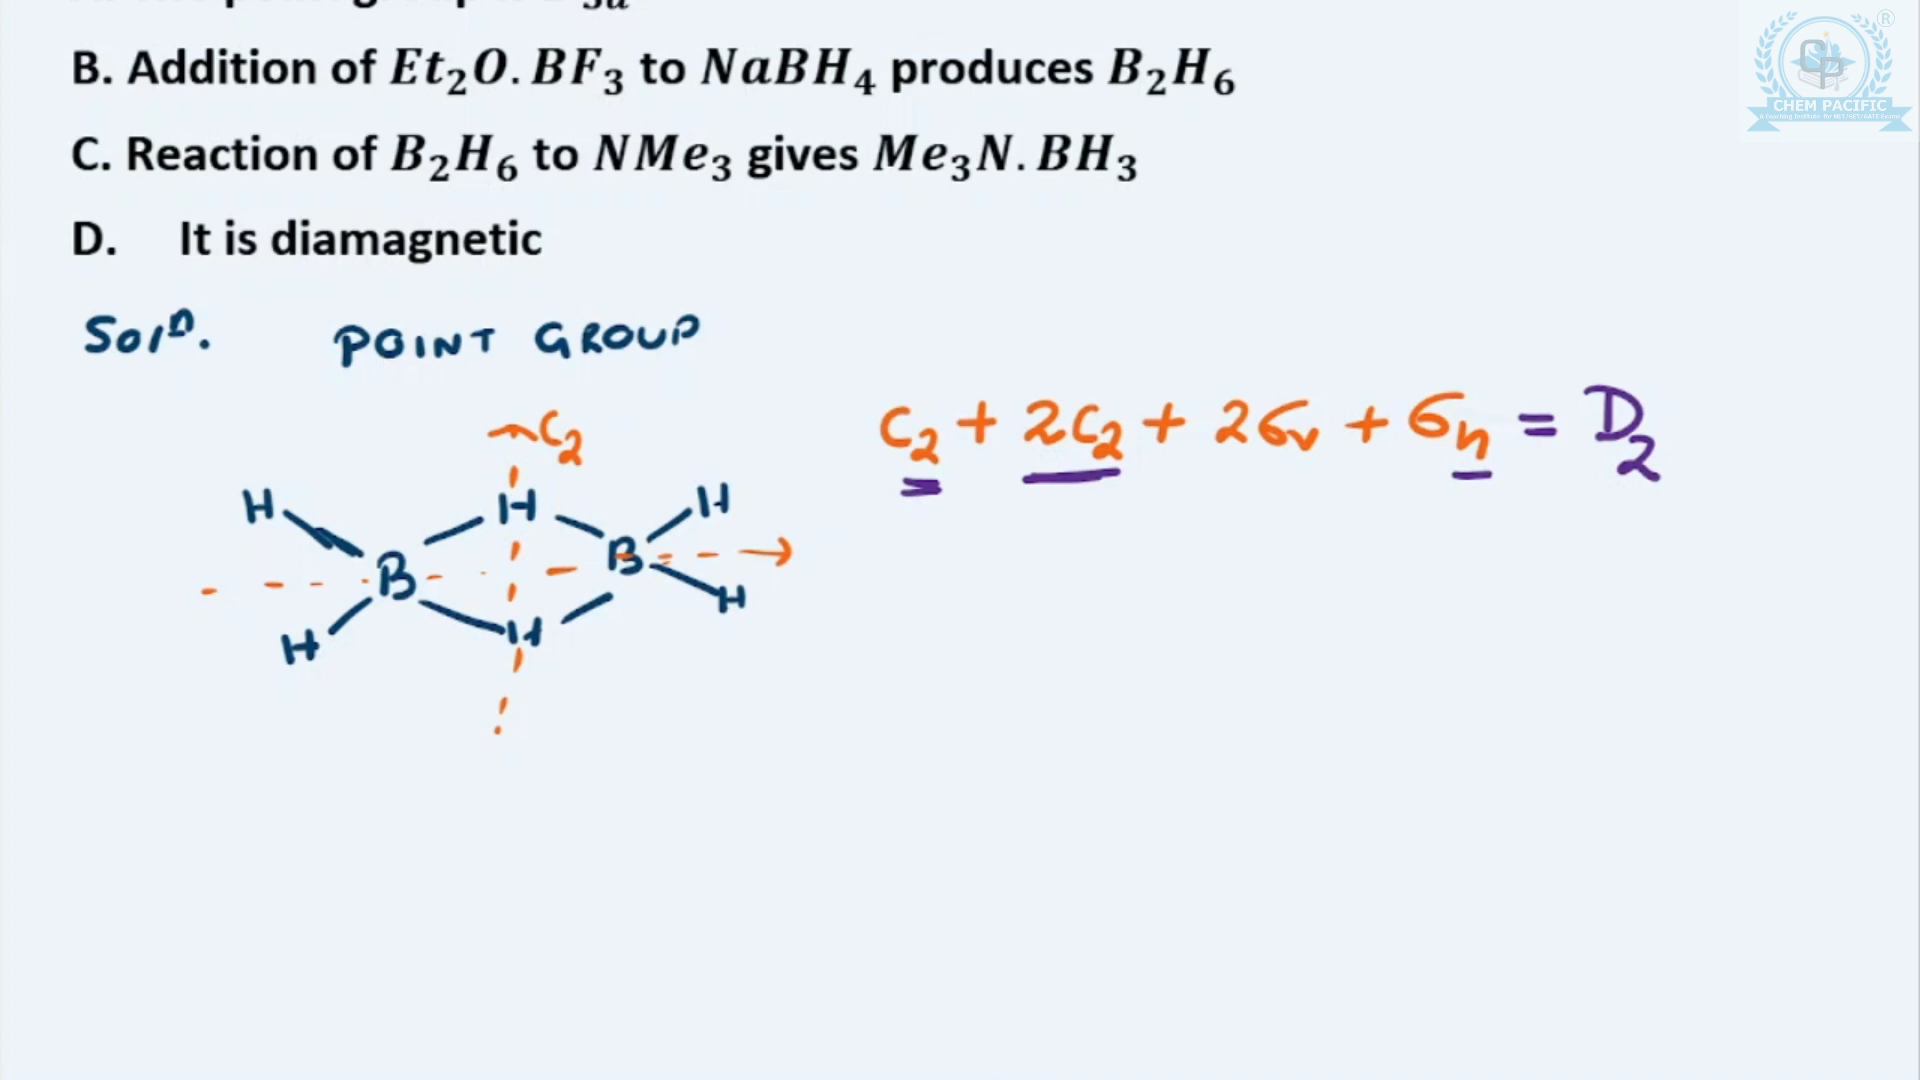 B. Addition of Et₂O.BF₃ to NaBH₄ produces B₂H₆
C. Reaction of B₂H₆ to NMe₃ gives Me₃N.BH₃
D. It is diamagnetic
Solⁿ. POINT GROUP
C₂ + 2C₂ + 2σv + σh = D₂
C₂
H H H
B B
H H H
CHEM PACIFIC
®